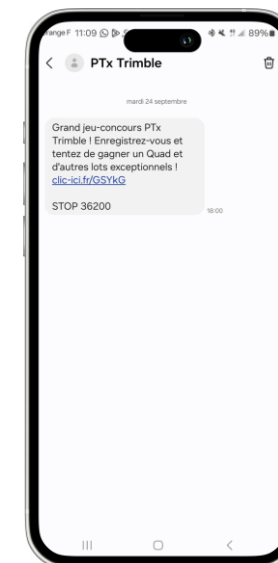 Orange F 11:09
89%
PTx Trimble
mardi 24 septembre
Grand jeu-concours PTx
Trimble ! Enregistrez-vous et
tentez de gagner un Quad et
d'autres lots exceptionnels !
clic-ici.fr/GSYkG
STOP 36200
18:00